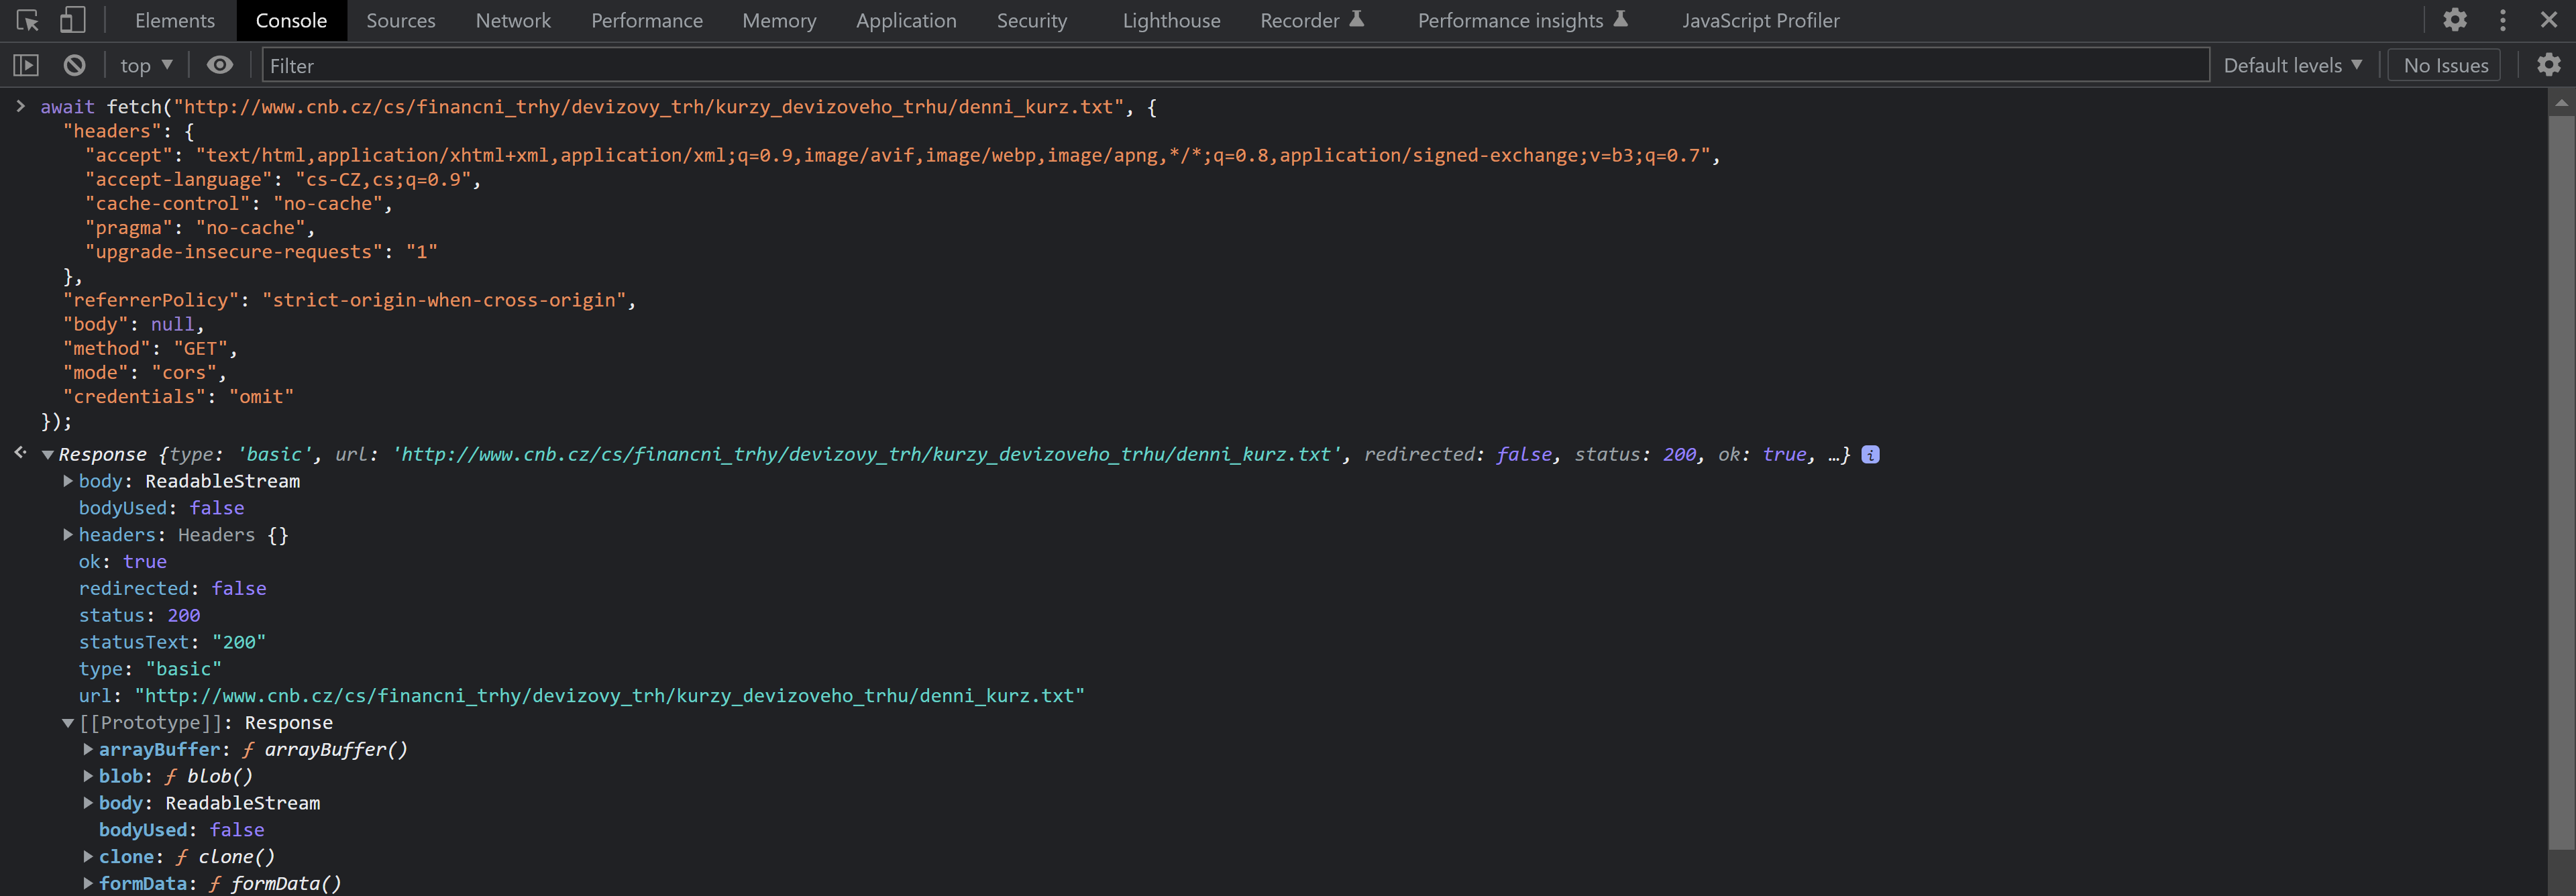 Elements Console Sources Network Performance Memory Application Security Lighthouse Recorder Performance insights JavaScript Profiler
top Filter Default levels No Issues
await fetch("http://www.cnb.cz/cs/financni_trhy/devizovy_trh/kurzy_devizoveho_trhu/denni_kurz.txt", {
"headers": {
"accept": "text/html,application/xhtml+xml,application/xml;q=0.9,image/avif,image/webp,image/apng,*/*;q=0.8,application/signed-exchange;v=b3;q=0.7",
"accept-language": "cs-CZ,cs;q=0.9",
"cache-control": "no-cache",
"pragma": "no-cache",
"upgrade-insecure-requests": "1"
},
"referrerPolicy": "strict-origin-when-cross-origin",
"body": null,
"method": "GET",
"mode": "cors",
"credentials": "omit"
});
Response {type: 'basic', url: 'http://www.cnb.cz/cs/financni_trhy/devizovy_trh/kurzy_devizoveho_trhu/denni_kurz.txt', redirected: false, status: 200, ok: true, …}
body: ReadableStream
bodyUsed: false
headers: Headers {}
ok: true
redirected: false
status: 200
statusText: "200"
type: "basic"
url: "http://www.cnb.cz/cs/financni_trhy/devizovy_trh/kurzy_devizoveho_trhu/denni_kurz.txt"
[[Prototype]]: Response
arrayBuffer: ƒ arrayBuffer()
blob: ƒ blob()
body: ReadableStream
bodyUsed: false
clone: ƒ clone()
formData: ƒ formData()